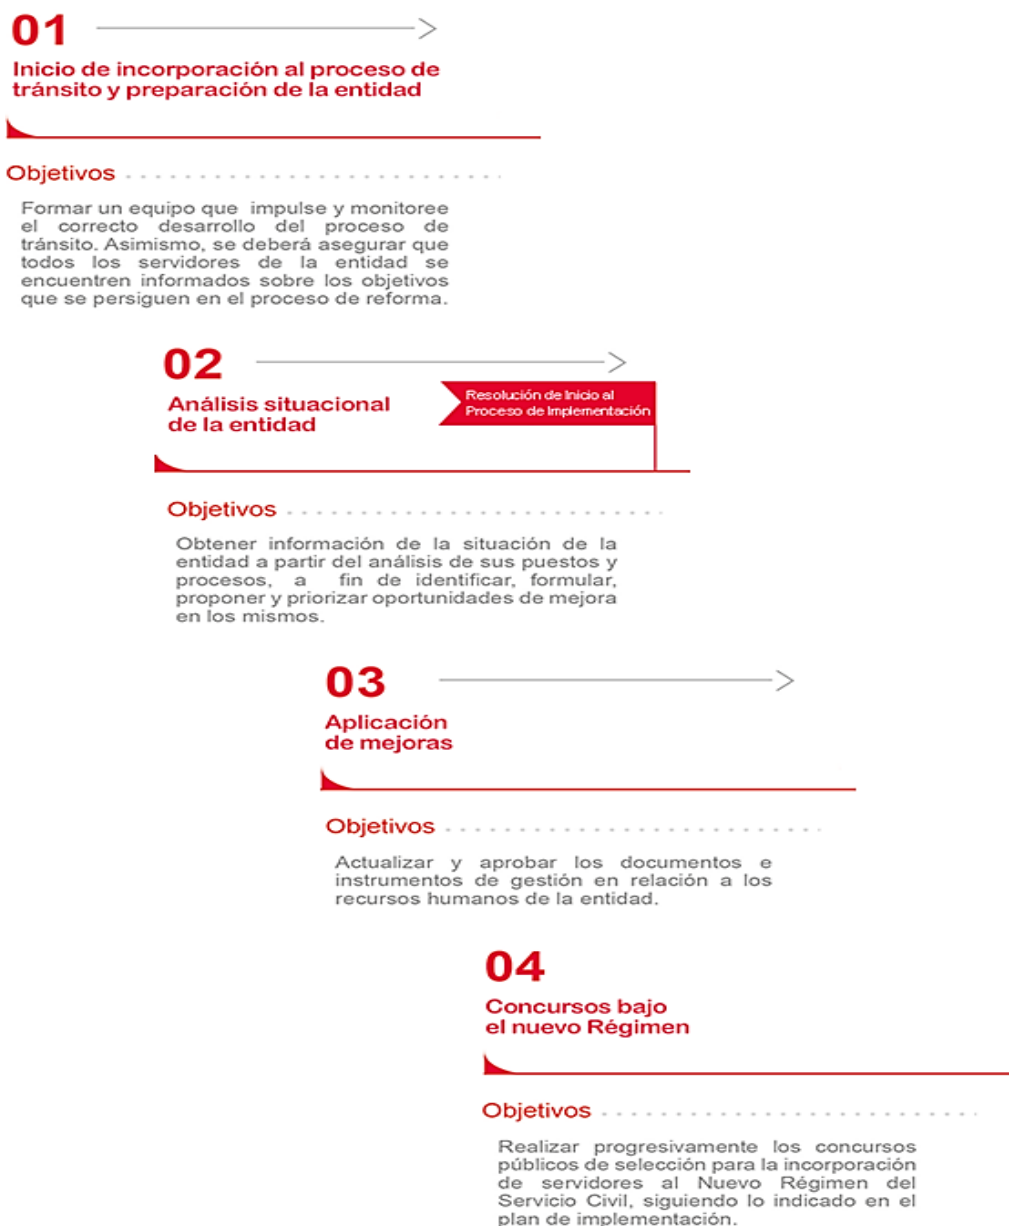 01
Inicio de incorporación al proceso de
tránsito y preparación de la entidad
Objetivos
Formar un equipo que impulse y monitoree
el correcto desarrollo del proceso de
tránsito. Asimismo, se deberá asegurar que
todos los servidores de la entidad se
encuentren informados sobre los objetivos
que se persiguen en el proceso de reforma.
02
Análisis situacional
de la entidad
Resolución de Inicio al
Proceso de Implementación
Objetivos
Obtener información de la situación de la
entidad a partir del análisis de sus puestos y
procesos, a fin de identificar, formular,
proponer y priorizar oportunidades de mejora
en los mismos.
03
Aplicación
de mejoras
Objetivos
Actualizar y aprobar los documentos e
instrumentos de gestión en relación a los
recursos humanos de la entidad.
04
Concursos bajo
el nuevo Régimen
Objetivos
Realizar progresivamente los concursos
públicos de selección para la incorporación
de servidores al Nuevo Régimen del
Servicio Civil, siguiendo lo indicado en el
plan de implementación.